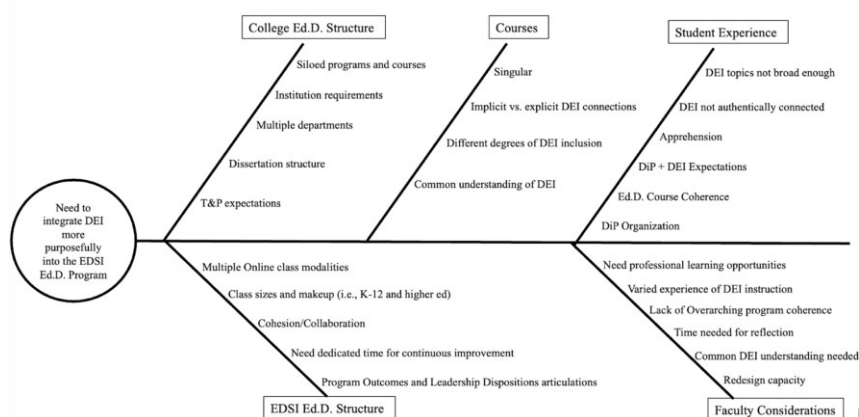 College Ed.D. Structure
Siloed programs and courses
Institution requirements
Multiple departments
Dissertation structure
T&P expectations
Courses
Singular
Implicit vs. explicit DEI connections
Different degrees of DEI inclusion
Common understanding of DEI
Student Experience
DEI topics not broad enough
DEI not authentically connected
Apprehension
DiP + DEI Expectations
Ed.D. Course Coherence
DiP Organization
Need to
integrate DEI
more
purposefully
into the EDSI
Ed.D. Program
Multiple Online class modalities
Class sizes and makeup (i.e., K-12 and higher ed)
Cohesion/Collaboration
Need dedicated time for continuous improvement
Program Outcomes and Leadership Dispositions articulations
EDSI Ed.D. Structure
Need professional learning opportunities
Varied experience of DEI instruction
Lack of Overarching program coherence
Time needed for reflection
Common DEI understanding needed
Redesign capacity
Faculty Considerations